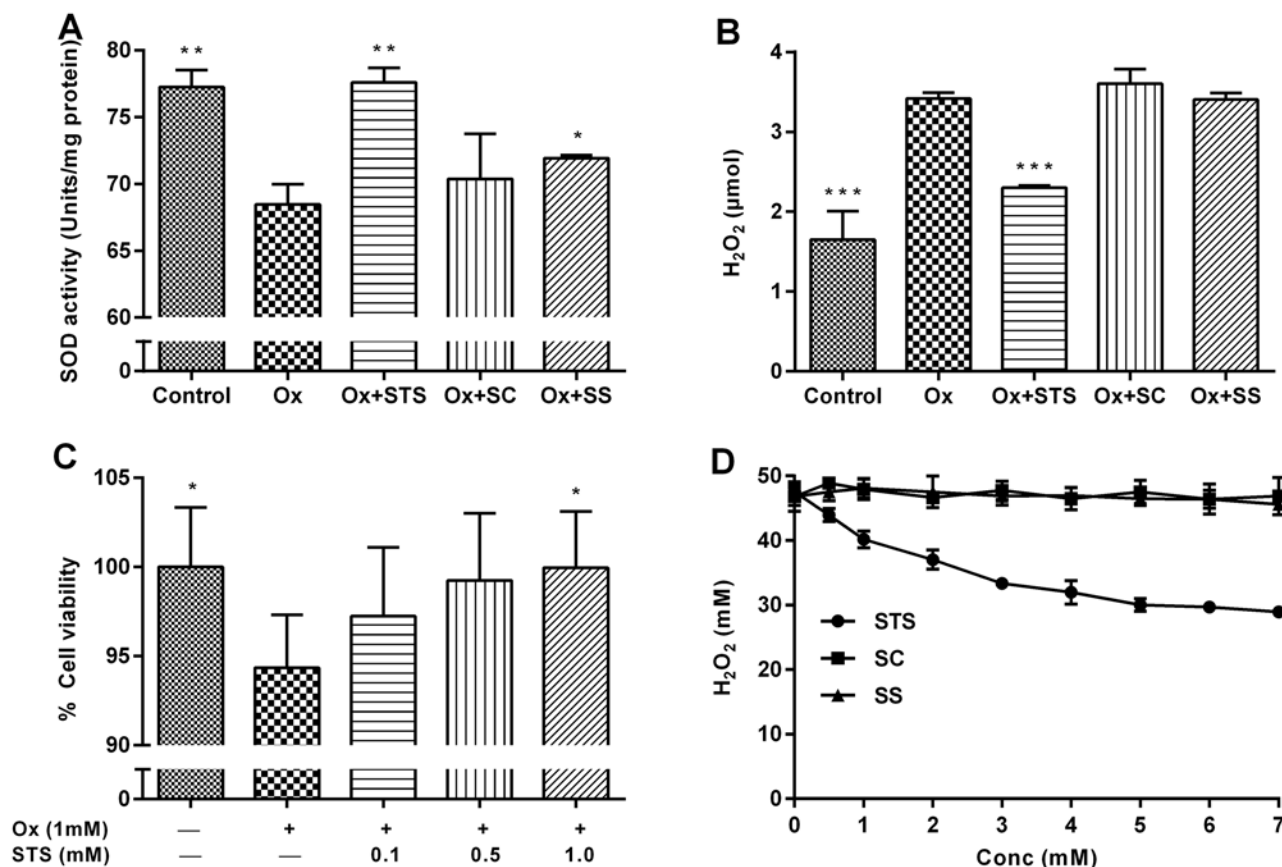 A
SOD activity (Units/mg protein)
80
75
70
65
60
0
** ** *
Control Ox Ox+STS Ox+SC Ox+SS
B
H₂O₂ (μmol)
4
3
2
1
0
*** ***
Control Ox Ox+STS Ox+SC Ox+SS
C
% Cell viability
105
100
95
90
0
* *
Ox (1mM) — + + + +
STS (mM) — — 0.1 0.5 1.0
D
H₂O₂ (mM)
50
40
30
20
10
0
STS
SC
SS
0 1 2 3 4 5 6 7
Conc (mM)